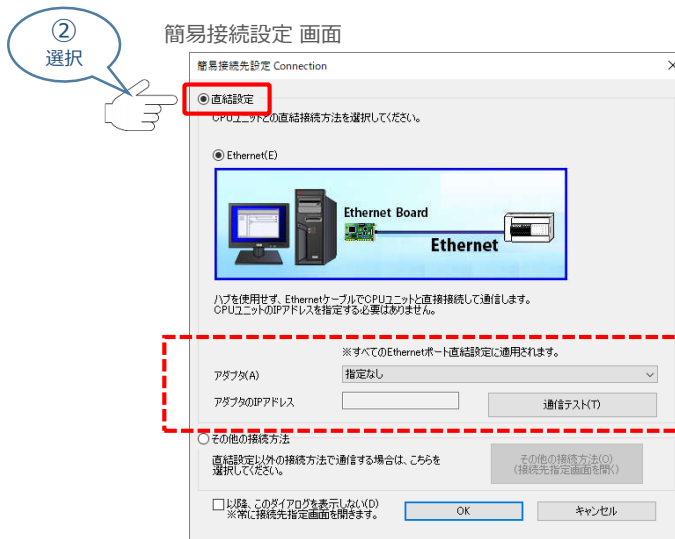 ②
選択
簡易接続設定 画面
簡易接続先設定 Connection
直結設定
CPUユニットとの直結接続方法を選択してください。
Ethernet(E)
Ethernet Board
Ethernet
ハブを使用せず、EthernetケーブルでCPUユニットと直接接続して通信します。
CPUユニットのIPアドレスを指定する必要はありません。
※すべてのEthernetポート直結設定に適用されます。
アダプタ(A)
指定なし
アダプタのIPアドレス
通信テスト(T)
その他の接続方法
直結設定以外の接続方法で通信する場合は、こちらを
選択してください。
その他の接続方法(O)
(接続先指定画面を開く)
以降、このダイアログを表示しない(D)
※常に接続先指定画面を開きます。
OK
キャンセル